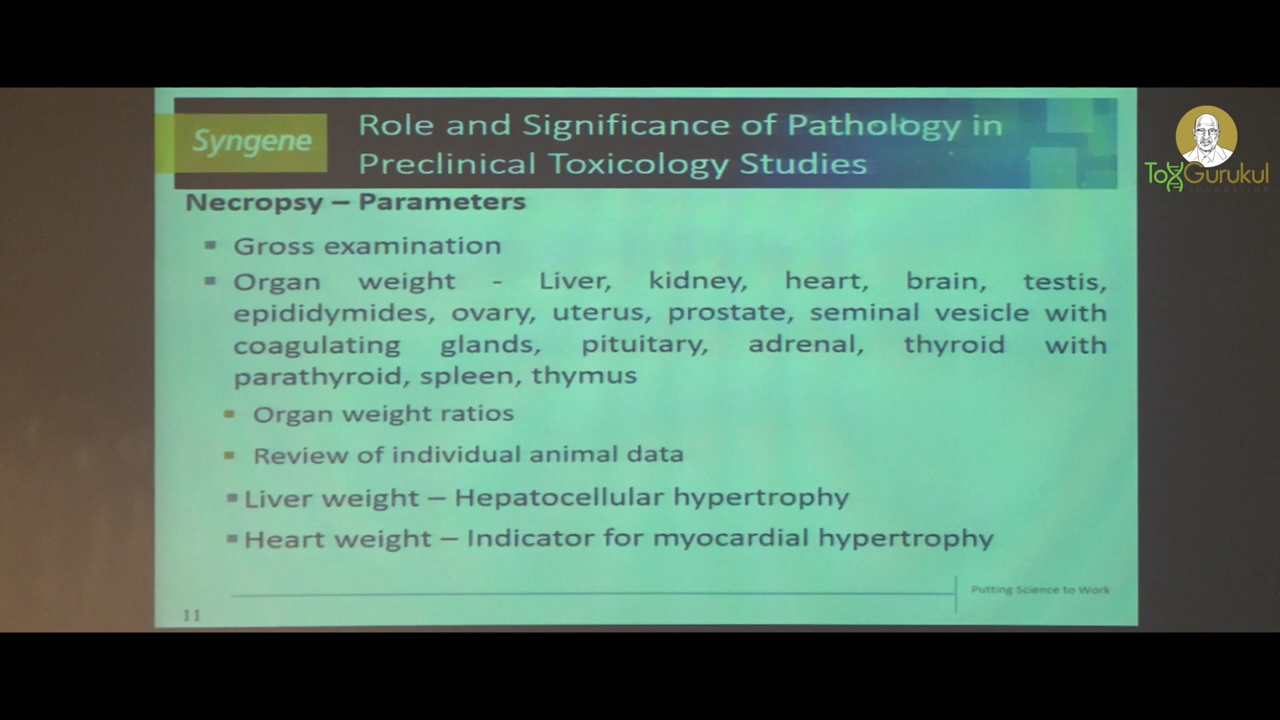 Syngene
Role and Significance of Pathology in
Preclinical Toxicology Studies
Necropsy – Parameters
▪ Gross examination
▪ Organ weight - Liver, kidney, heart, brain, testis,
epididymides, ovary, uterus, prostate, seminal vesicle with
coagulating glands, pituitary, adrenal, thyroid with
parathyroid, spleen, thymus
▪ Organ weight ratios
▪ Review of individual animal data
▪ Liver weight – Hepatocellular hypertrophy
▪ Heart weight – Indicator for myocardial hypertrophy
Putting Science to Work
11
ToxGurukul
FOUNDATION